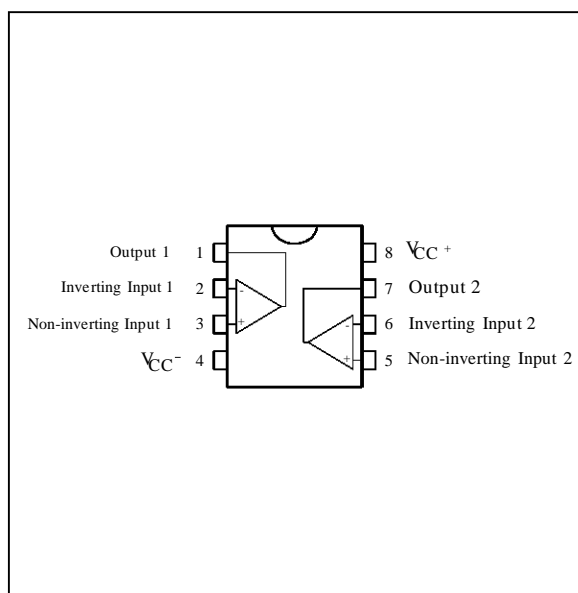 Output 1 1
Inverting Input 1 2
Non-inverting Input 1 3
VCC- 4
8 VCC+
7 Output 2
6 Inverting Input 2
5 Non-inverting Input 2
-
+
-
+